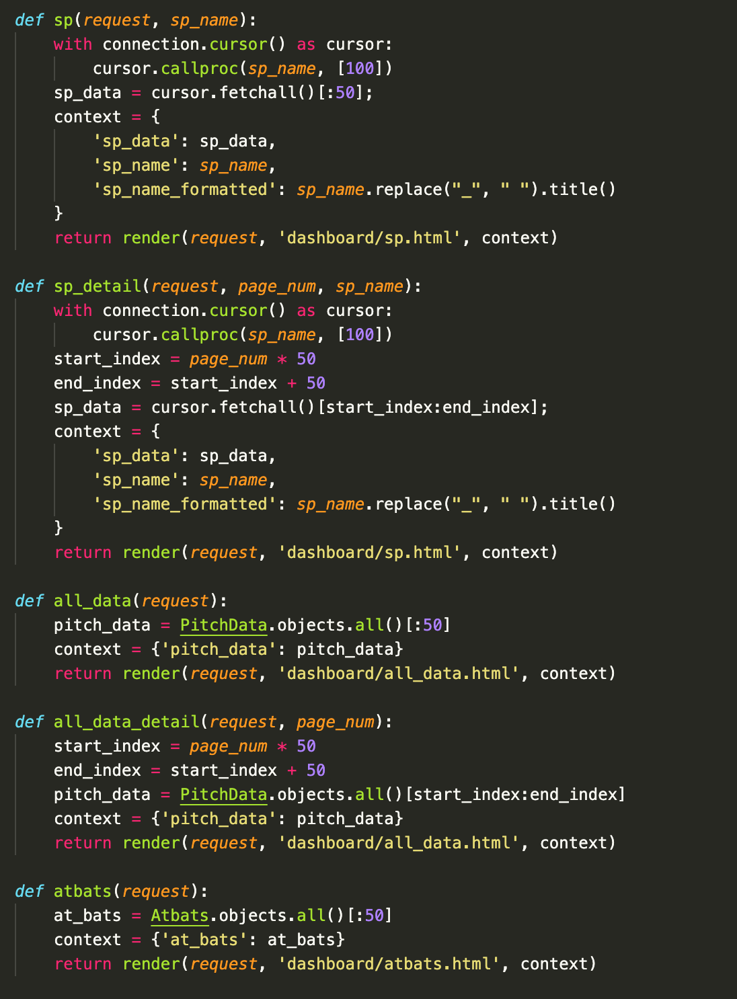 def sp(request, sp_name):
    with connection.cursor() as cursor:
        cursor.callproc(sp_name, [100])
    sp_data = cursor.fetchall()[:50];
    context = {
        'sp_data': sp_data,
        'sp_name': sp_name,
        'sp_name_formatted': sp_name.replace("_", " ").title()
    }
    return render(request, 'dashboard/sp.html', context)

def sp_detail(request, page_num, sp_name):
    with connection.cursor() as cursor:
        cursor.callproc(sp_name, [100])
    start_index = page_num * 50
    end_index = start_index + 50
    sp_data = cursor.fetchall()[start_index:end_index];
    context = {
        'sp_data': sp_data,
        'sp_name': sp_name,
        'sp_name_formatted': sp_name.replace("_", " ").title()
    }
    return render(request, 'dashboard/sp.html', context)

def all_data(request):
    pitch_data = PitchData.objects.all()[:50]
    context = {'pitch_data': pitch_data}
    return render(request, 'dashboard/all_data.html', context)

def all_data_detail(request, page_num):
    start_index = page_num * 50
    end_index = start_index + 50
    pitch_data = PitchData.objects.all()[start_index:end_index]
    context = {'pitch_data': pitch_data}
    return render(request, 'dashboard/all_data.html', context)

def atbats(request):
    at_bats = Atbats.objects.all()[:50]
    context = {'at_bats': at_bats}
    return render(request, 'dashboard/atbats.html', context)